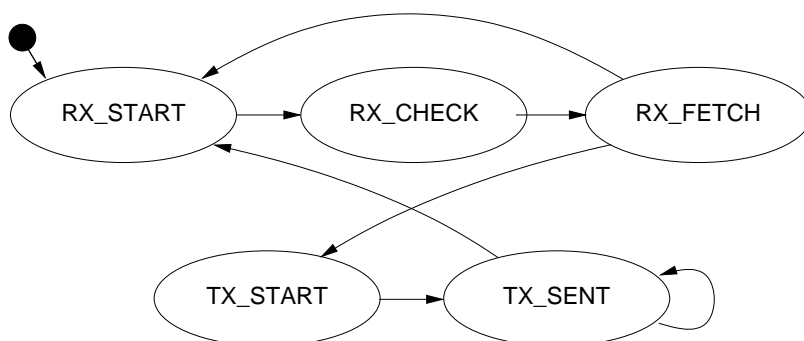 RX_START
RX_CHECK
RX_FETCH
TX_START
TX_SENT